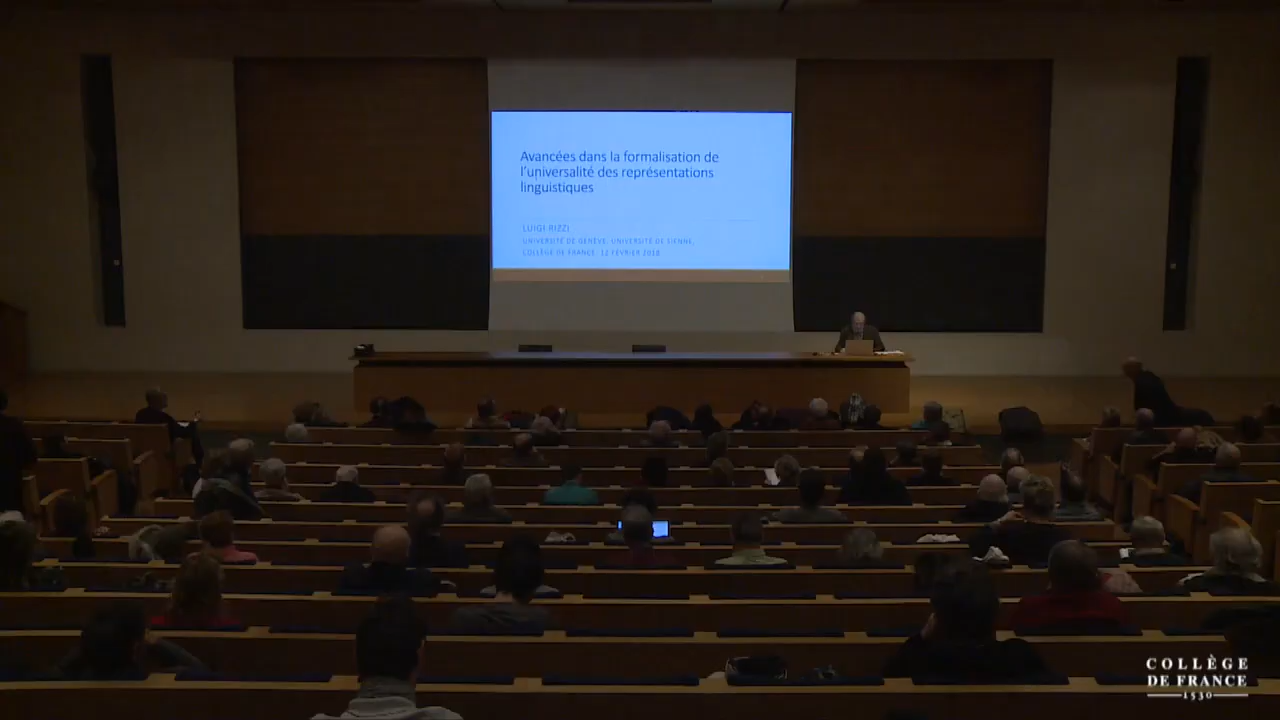 Avancées dans la formalisation de
l'universalité des représentations
linguistiques
LUIGI RIZZI
UNIVERSITÉ DE GENÈVE, UNIVERSITÉ DE SIENNE,
COLLÈGE DE FRANCE, 12 FÉVRIER 2018
COLLÈGE
DE FRANCE
1530